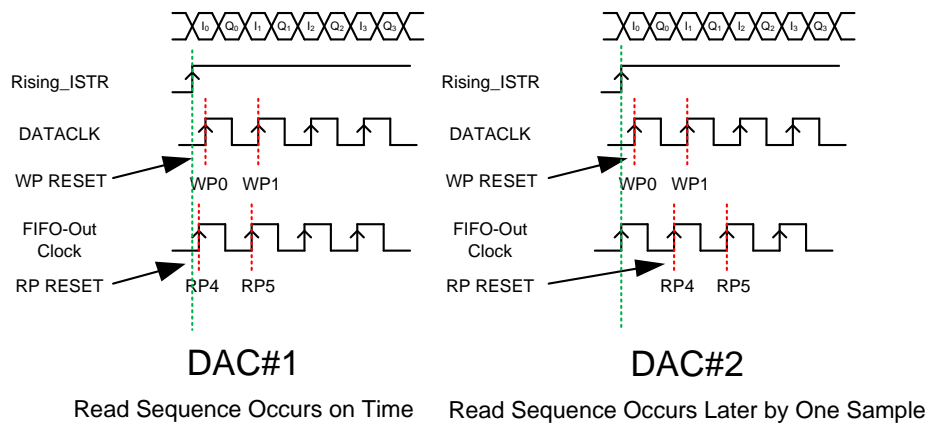 I0 Q0 I1 Q1 I2 Q2 I3 Q3
Rising_ISTR
DATACLK
WP RESET
WP0 WP1
FIFO-Out
Clock
RP RESET
RP4 RP5
DAC#1
Read Sequence Occurs on Time
I0 Q0 I1 Q1 I2 Q2 I3 Q3
Rising_ISTR
DATACLK
WP RESET
WP0 WP1
FIFO-Out
Clock
RP RESET
RP4 RP5
DAC#2
Read Sequence Occurs Later by One Sample